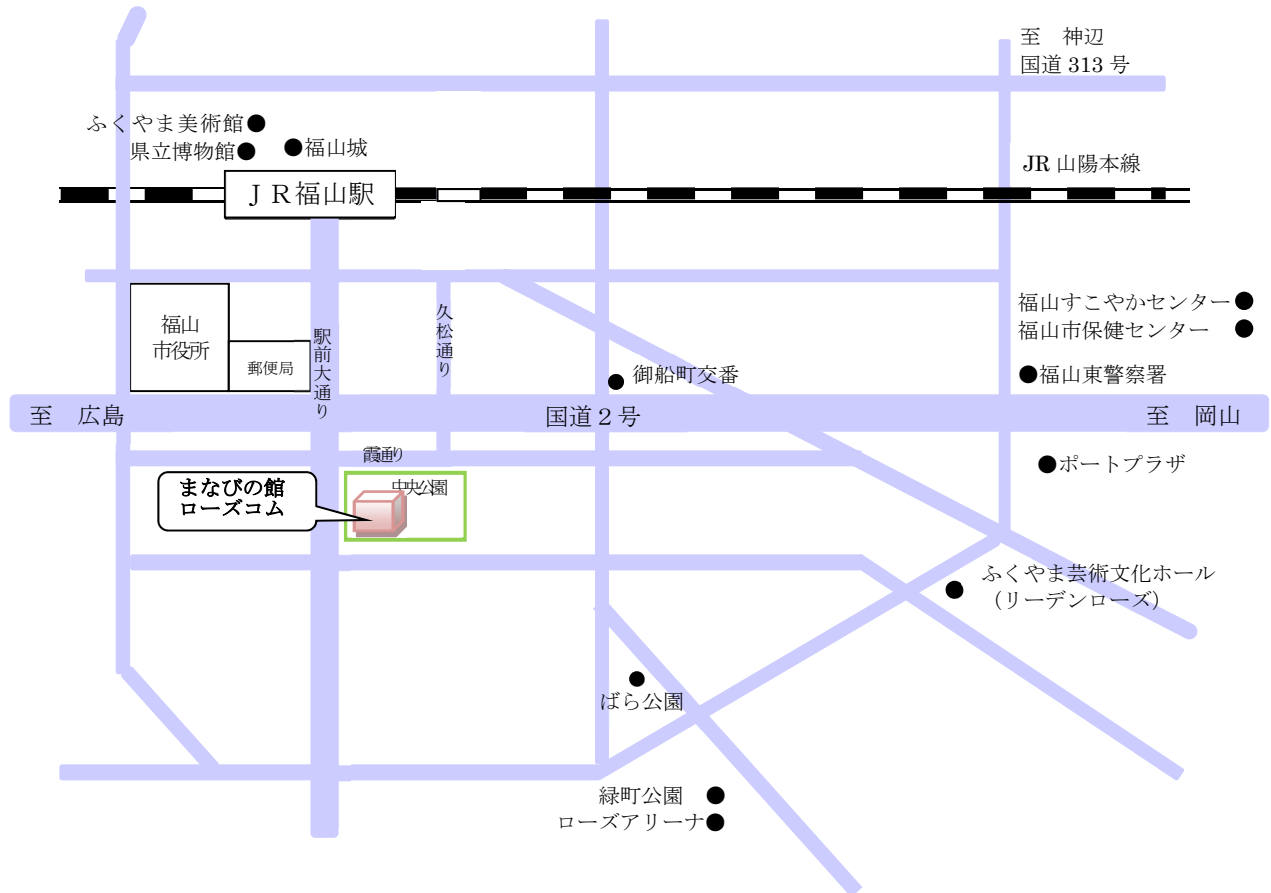 至　神辺
国道 313 号
ふくやま美術館
県立博物館
福山城
JR 山陽本線
ＪＲ福山駅
福山すこやかセンター
福山市保健センター
久松通り
福山
市役所
郵便局
駅前大通り
御船町交番
福山東警察署
至　広島
国道２号
至　岡山
霞通り
ポートプラザ
まなびの館
ローズコム
中央公園
ふくやま芸術文化ホール
（リーデンローズ）
ばら公園
緑町公園
ローズアリーナ